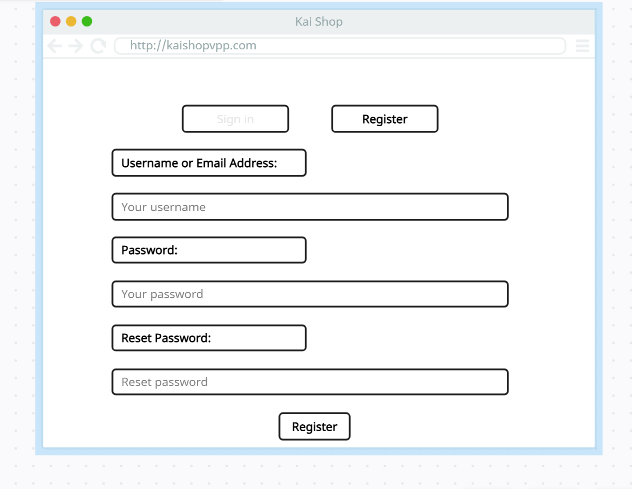 Kai Shop
http://kaishopvpp.com
Sign in
Register
Username or Email Address:
Your username
Password:
Your password
Reset Password:
Reset password
Register